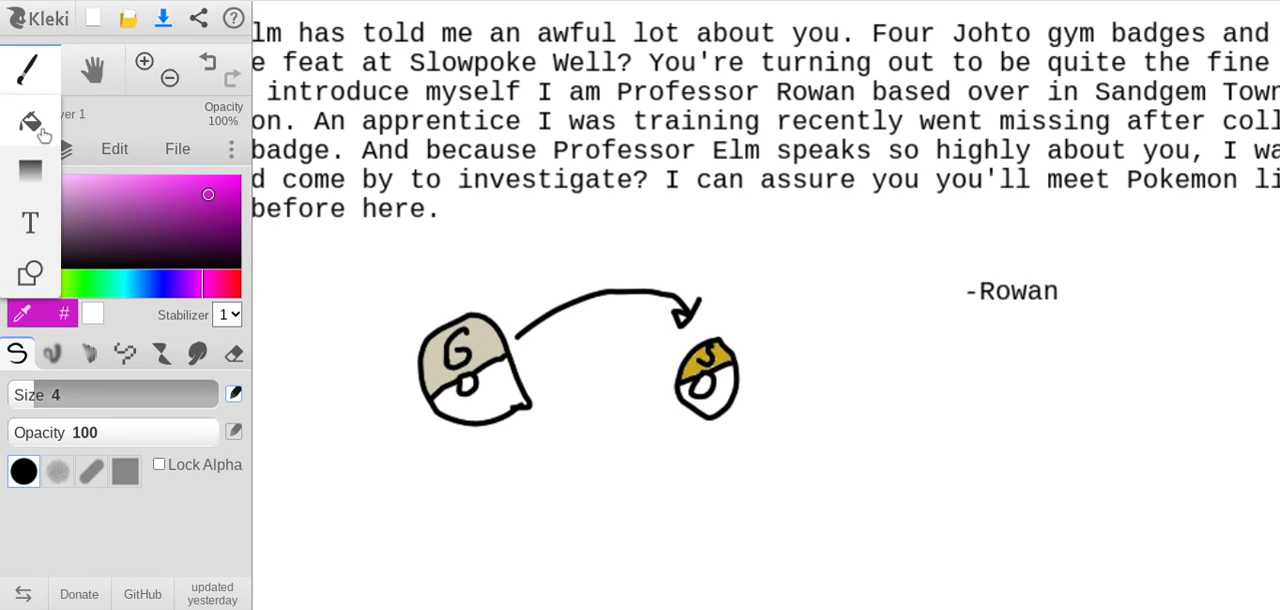 Kleki
?
lm has told me an awful lot about you. Four Johto gym badges and
e feat at Slowpoke Well? You're turning out to be quite the fine
introduce myself I am Professor Rowan based over in Sandgem Town
on. An apprentice I was training recently went missing after coll
badge. And because Professor Elm speaks so highly about you, I wa
d come by to investigate? I can assure you you'll meet Pokemon li
before here.
-Rowan
G
S
yer 1
Opacity
100%
Edit
File
T
#
Stabilizer 1
Size 4
Opacity 100
Lock Alpha
Donate
GitHub
updated
yesterday